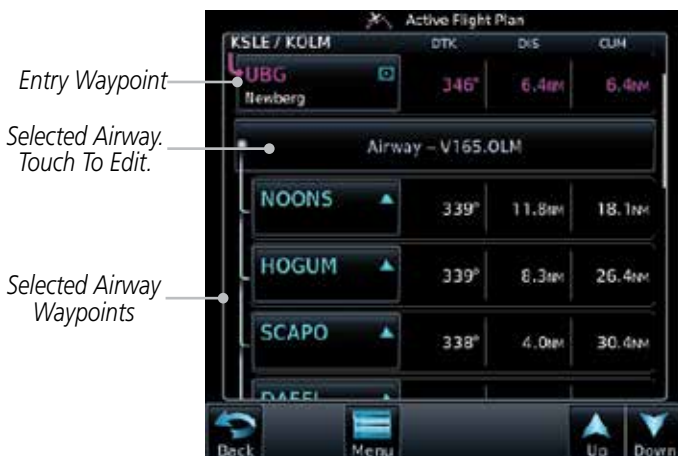 Active Flight Plan
KSLE / KOLM DTK DIS CUM
Entry Waypoint
UBG 346° 6.4NM 6.4NM
Newberg
Selected Airway.
Touch To Edit.
Airway – V165.OLM
NOONS 339° 11.8NM 18.1NM
HOGUM 339° 8.3NM 26.4NM
Selected Airway
Waypoints
SCAPO 338° 4.0NM 30.4NM
Back Menu Up Down